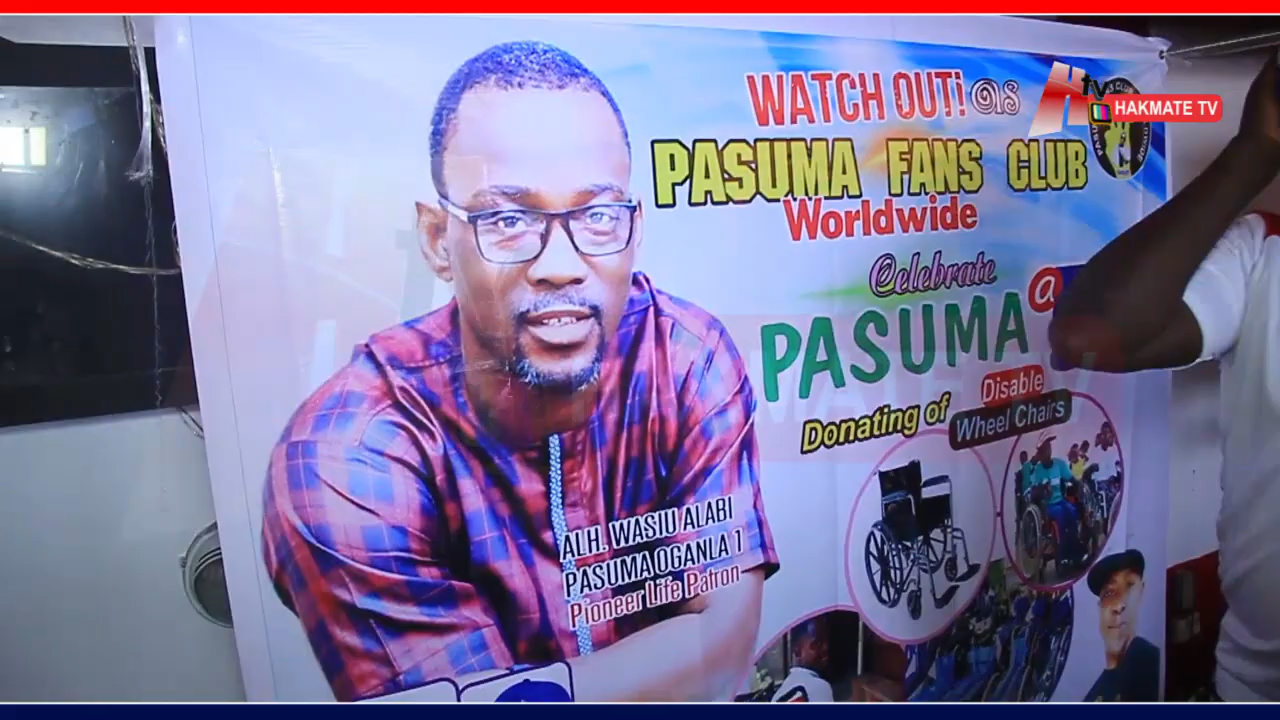 WATCH OUT! as
PASUMA FANS CLUB
Worldwide
Celebrate
PASUMA @
Donating of Disable
Wheel Chairs
ALH. WASIU ALABI
PASUMA OGANLA 1
Pioneer Life Patron
H tv
HAKMATE TV